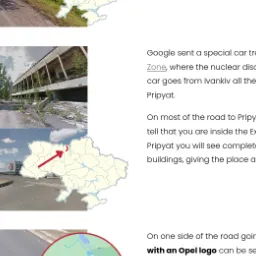 Google sent a special car tr
Zone, where the nuclear disa
car goes from Ivankiv all the
Pripyat.
On most of the road to Pripy
tell that you are inside the E
Pripyat you will see complete
buildings, giving the place a
On one side of the road goin
with an Opel logo can be se